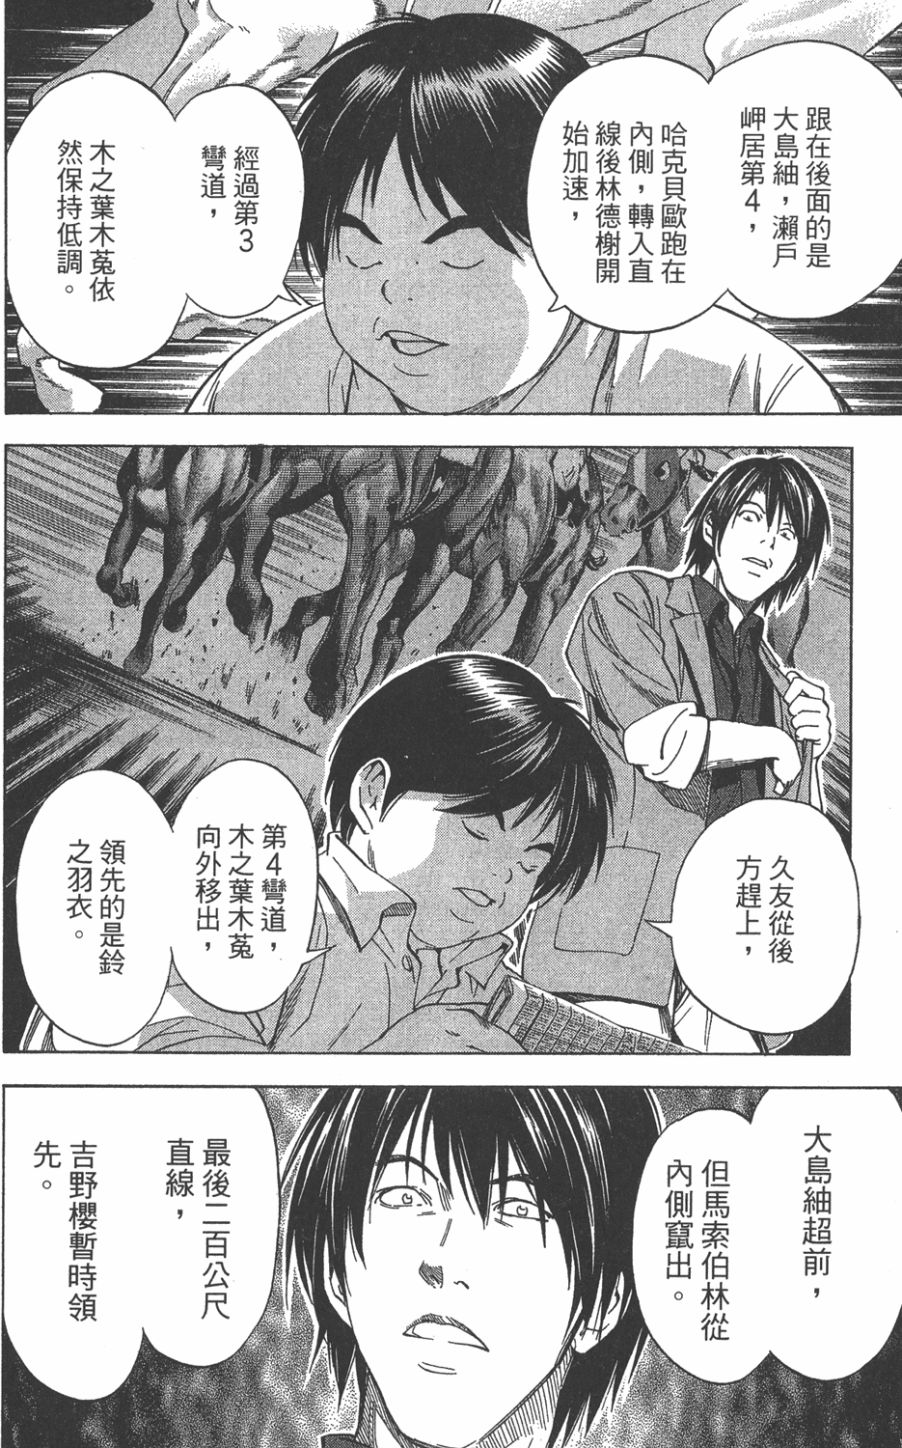 跟在後面的是
大島紬，瀨戶
岬居第4，
哈克貝歐跑在
內側，轉入直
線後林德榭開
始加速，
經過第3
彎道，
木之葉木菟依
然保持低調。
久友從後
方趕上，
第4彎道，
木之葉木菟
向外移出，
領先的是鈴
之羽衣。
大島紬超前，
但馬索伯林從
內側竄出。
最後二百公尺
直線，
吉野櫻暫時領
先。